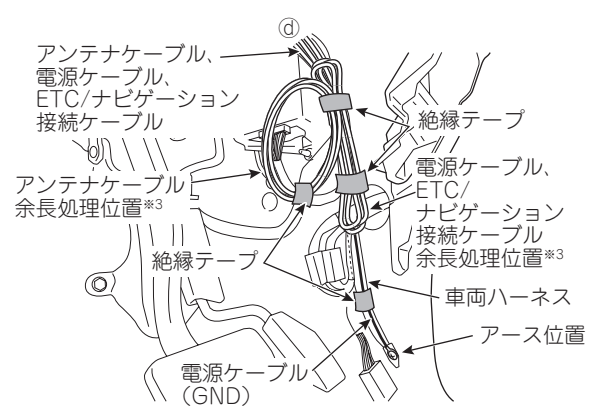 ⓓ
アンテナケーブル、
電源ケーブル、
ETC/ナビゲーション
接続ケーブル
絶縁テープ
電源ケーブル、
ETC/
ナビゲーション
接続ケーブル
余長処理位置※3
アンテナケーブル
余長処理位置※3
絶縁テープ
車両ハーネス
アース位置
電源ケーブル
（GND）